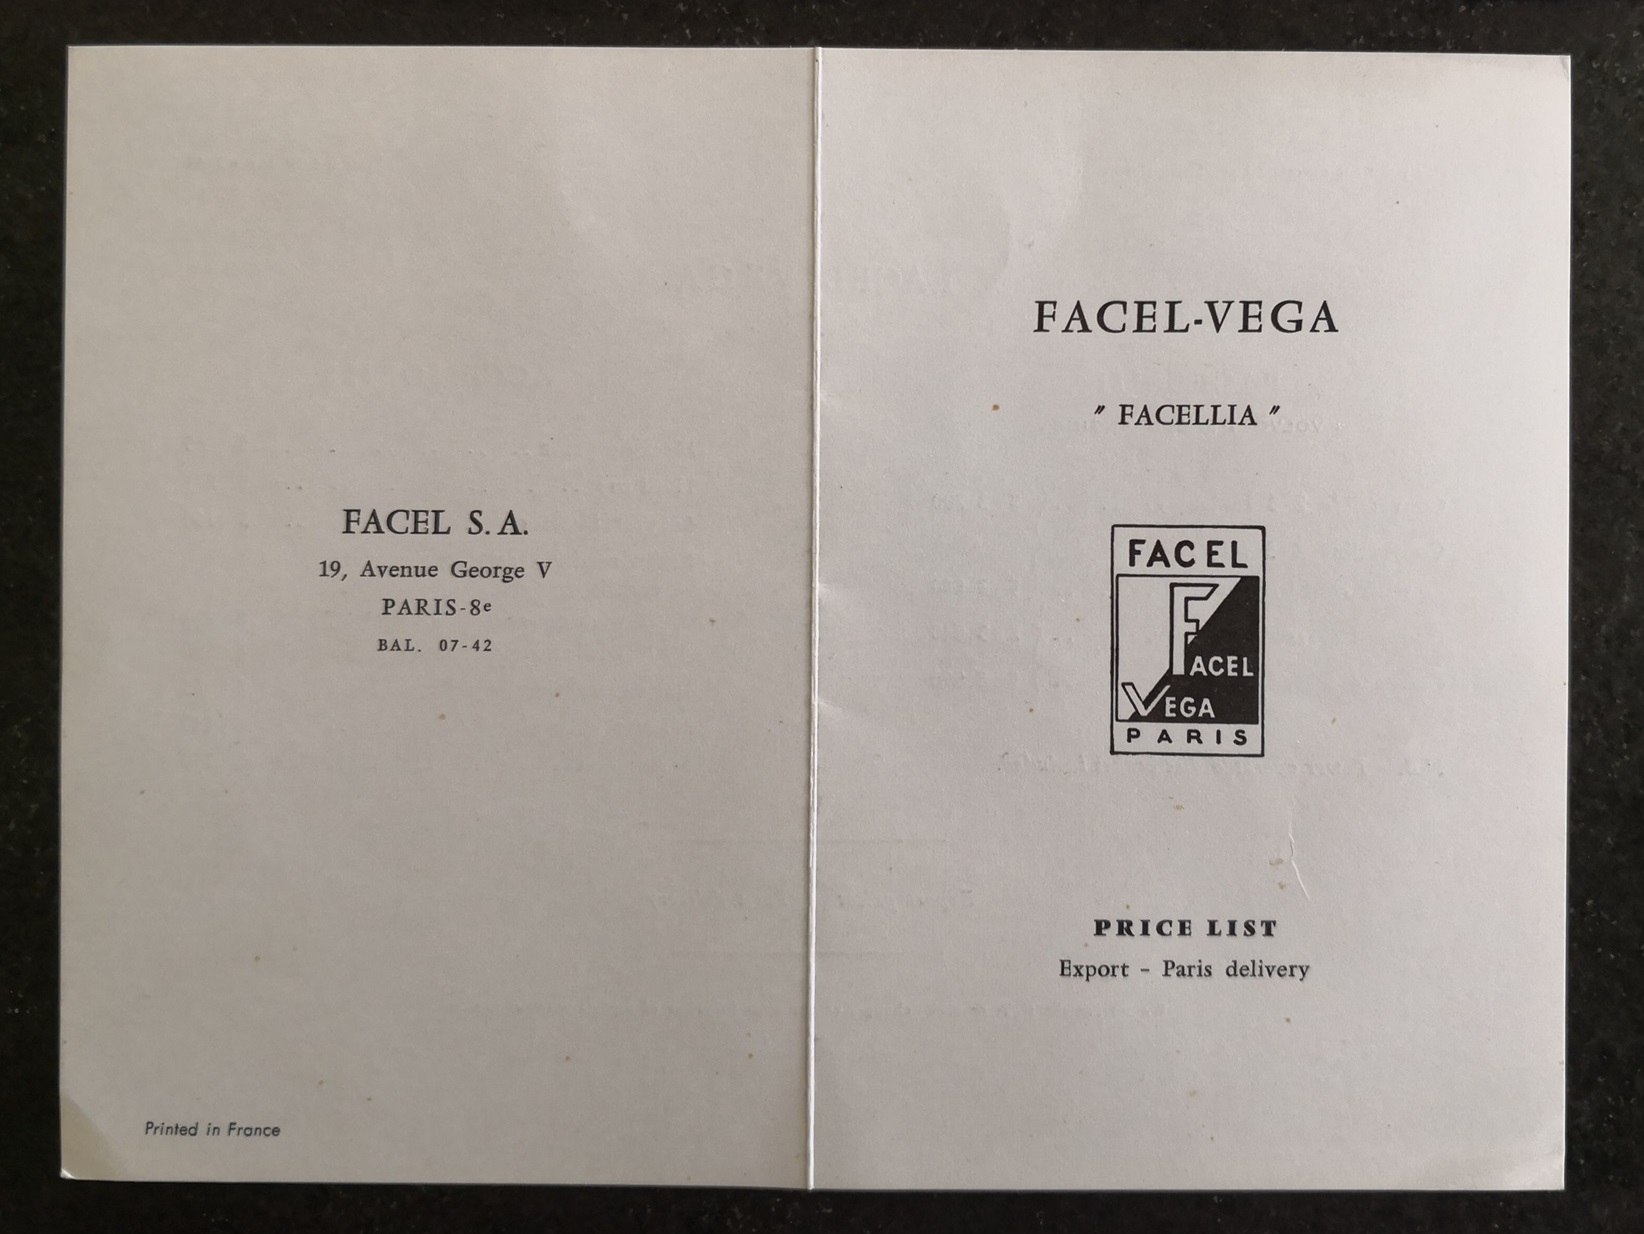 FACEL S. A.
19, Avenue George V
PARIS-8e
BAL. 07-42
Printed in France
FACEL-VEGA
" FACELLIA "
FACEL
FACEL
VEGA
PARIS
PRICE LIST
Export - Paris delivery